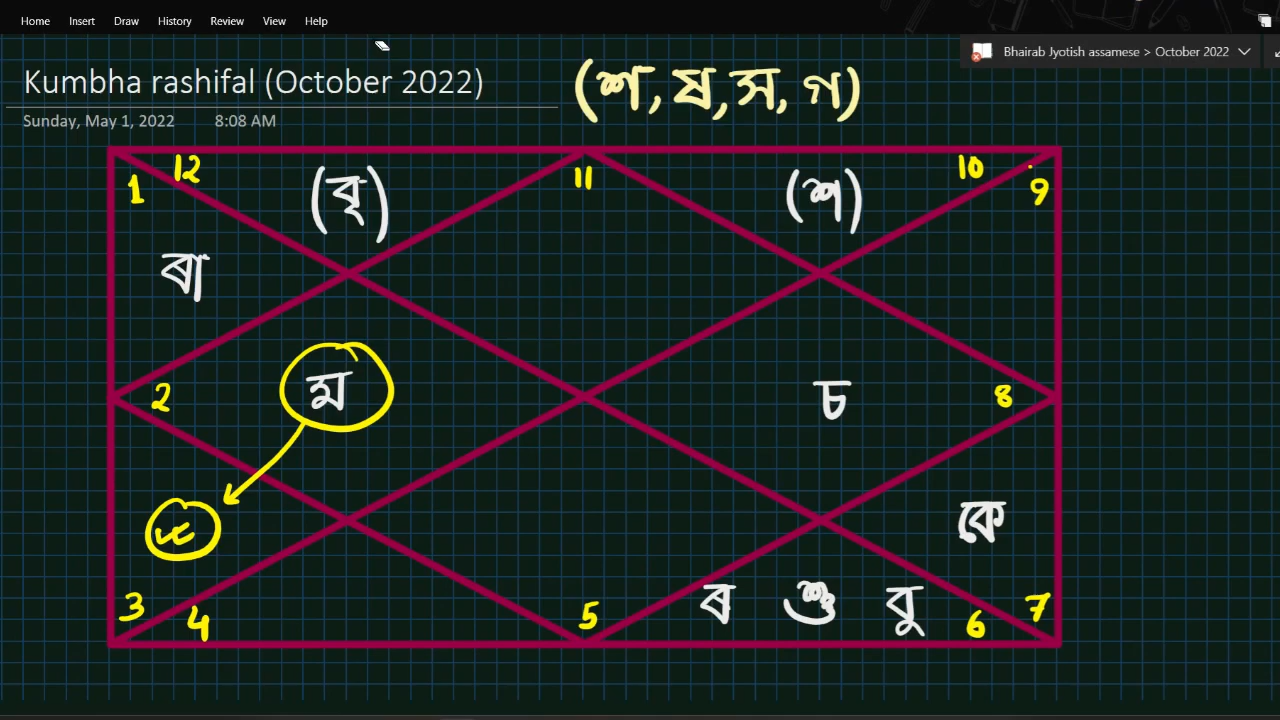 Home Insert Draw History Review View Help
Bhairab Jyotish assamese > October 2022
Kumbha rashifal (October 2022)
(শ, ষ, স, গ)
Sunday, May 1, 2022 8:08 AM
12 11 10
1 (বৃ) (শ) 9
ৰা
2 ম চ 8
কে
3 4 5 ৰ শু বু 6 7